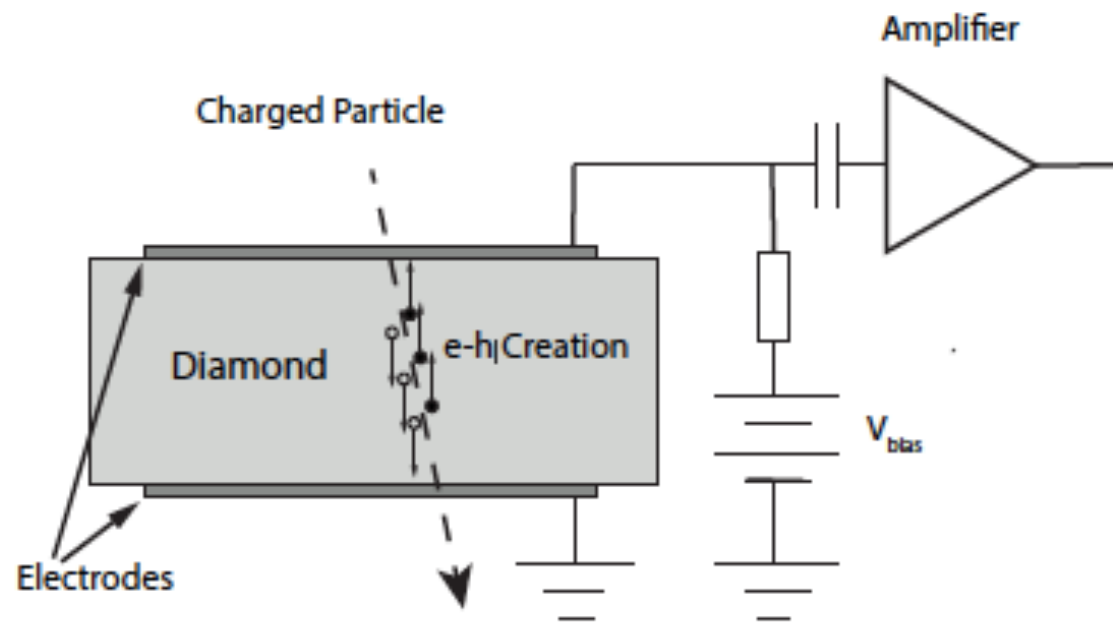 Amplifier
Charged Particle
Diamond
e-h|Creation
V bias
Electrodes